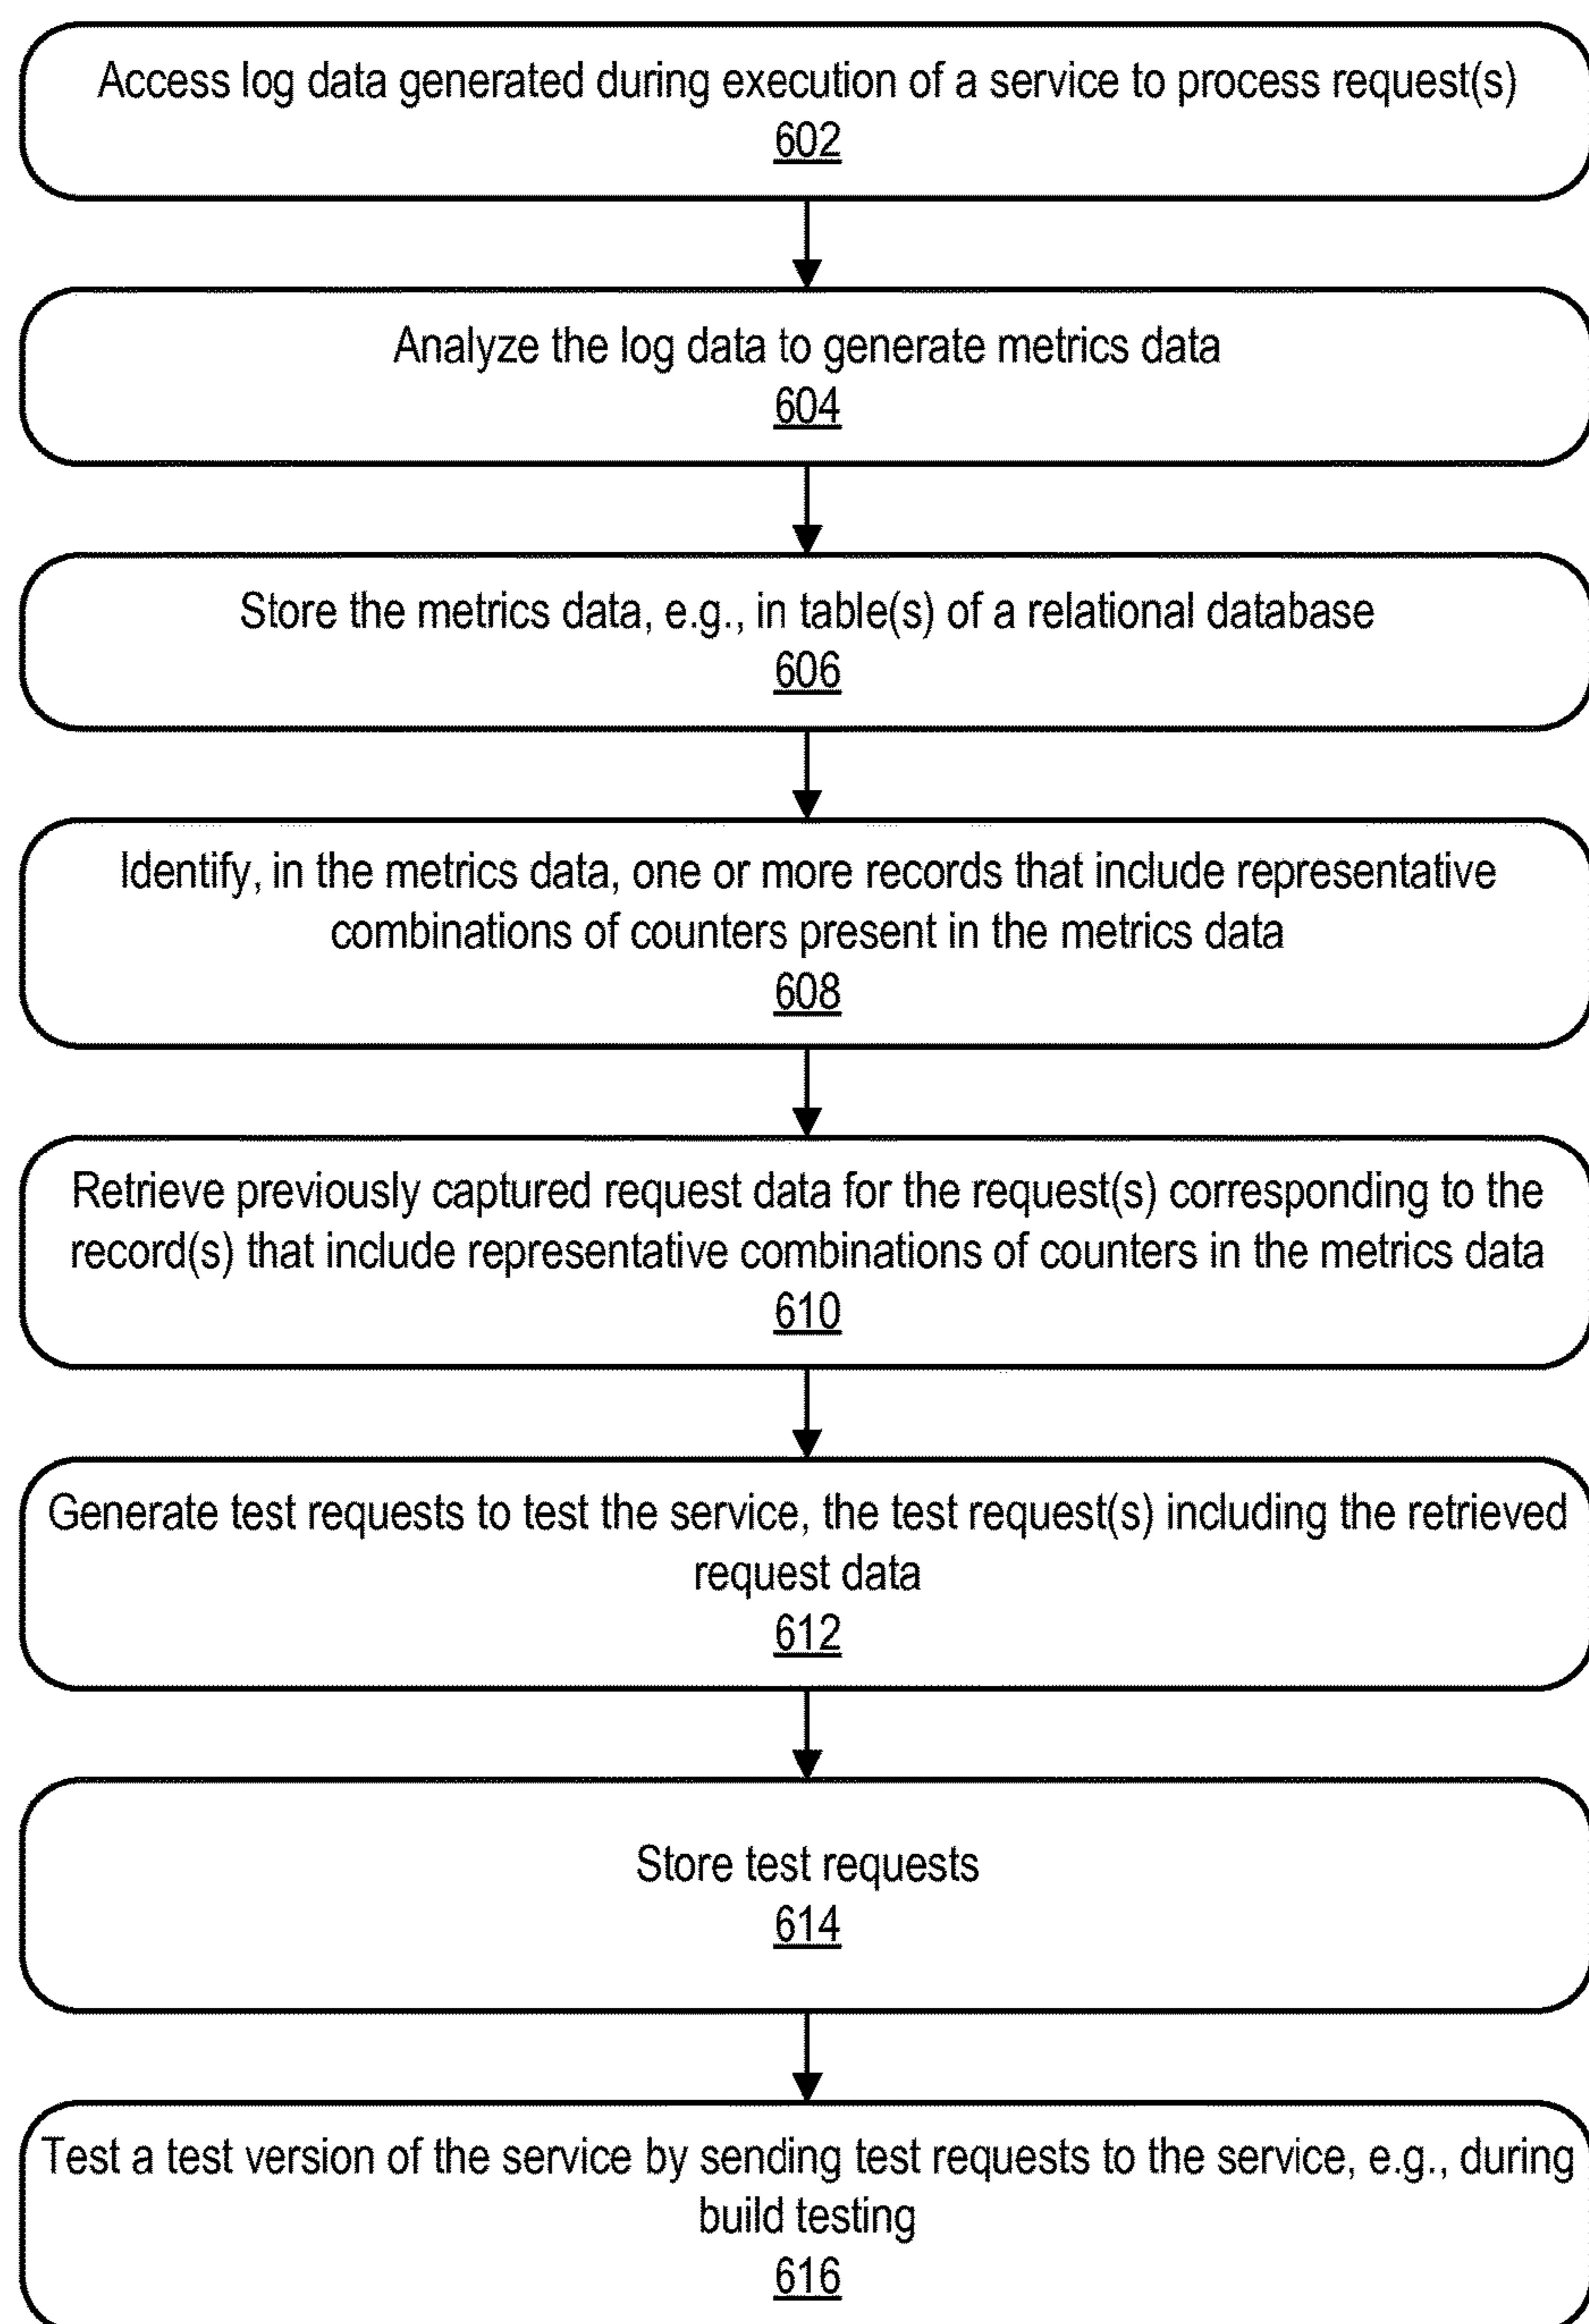 Access log data generated during execution of a service to process request(s)
602
Analyze the log data to generate metrics data
604
Store the metrics data, e.g., in table(s) of a relational database
606
Identify, in the metrics data, one or more records that include representative
combinations of counters present in the metrics data
608
Retrieve previously captured request data for the request(s) corresponding to the
record(s) that include representative combinations of counters in the metrics data
610
Generate test requests to test the service, the test request(s) including the retrieved
request data
612
Store test requests
614
Test a test version of the service by sending test requests to the service, e.g., during
build testing
616